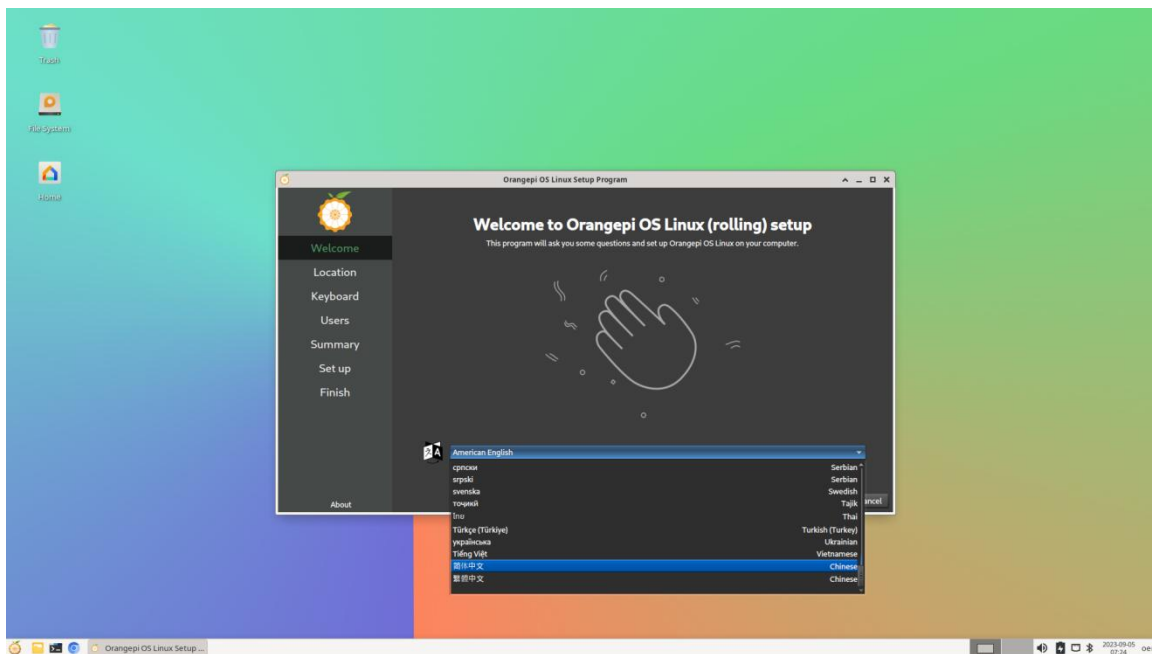 Trash
File System
Home
Orangepi OS Linux Setup Program
Welcome to Orangepi OS Linux (rolling) setup
This program will ask you some questions and set up Orangepi OS Linux on your computer.
Welcome
Location
Keyboard
Users
Summary
Set up
Finish
About
American English
српски Serbian
srpski Serbian
svenska Swedish
тоҷикӣ Tajik
ไทย Thai
Türkçe (Türkiye) Turkish (Turkey)
українська Ukrainian
Tiếng Việt Vietnamese
简体中文 Chinese
繁體中文 Chinese
Orangepi OS Linux Setup ...
2023-09-05
07:24